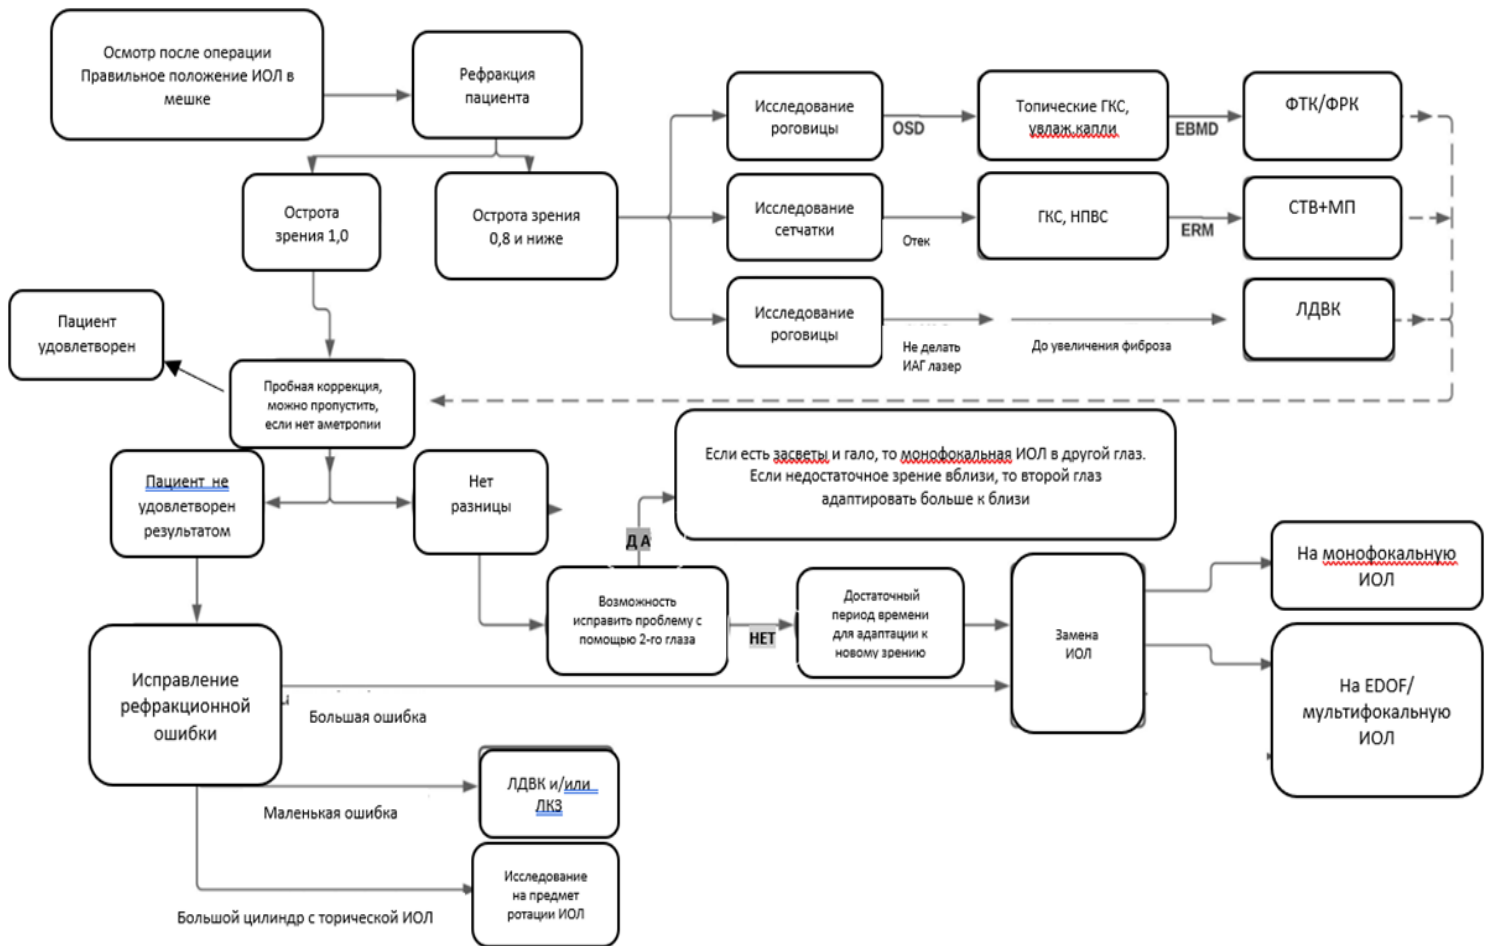 Осмотр после операции
Правильное положение ИОЛ в
мешке
Рефракция
пациента
Острота
зрения 1,0
Острота зрения
0,8 и ниже
Исследование
роговицы
OSD
Топические ГКС,
увлаж.капли
EBMD
ФТК/ФРК
Исследование
сетчатки
Отек
ГКС, НПВС
ERM
СТВ+МП
Исследование
роговицы
Не делать
ИАГ лазер
До увеличения фиброза
ЛДВК
Пациент
удовлетворен
Пробная коррекция,
можно пропустить,
если нет аметропии
Пациент не
удовлетворен
результатом
Нет
разницы
Если есть засветы и гало, то монофокальная ИОЛ в другой глаз.
Если недостаточное зрение вблизи, то второй глаз
адаптировать больше к близи
ДА
Возможность
исправить проблему с
помощью 2-го глаза
НЕТ
Достаточный
период времени
для адаптации к
новому зрению
Замена
ИОЛ
На монофокальную
ИОЛ
На EDOF/
мультифокальную
ИОЛ
Исправление
рефракционной
ошибки
Большая ошибка
Маленькая ошибка
ЛДВК и/или
ЛКЗ
Большой цилиндр с торической ИОЛ
Исследование
на предмет
ротации ИОЛ